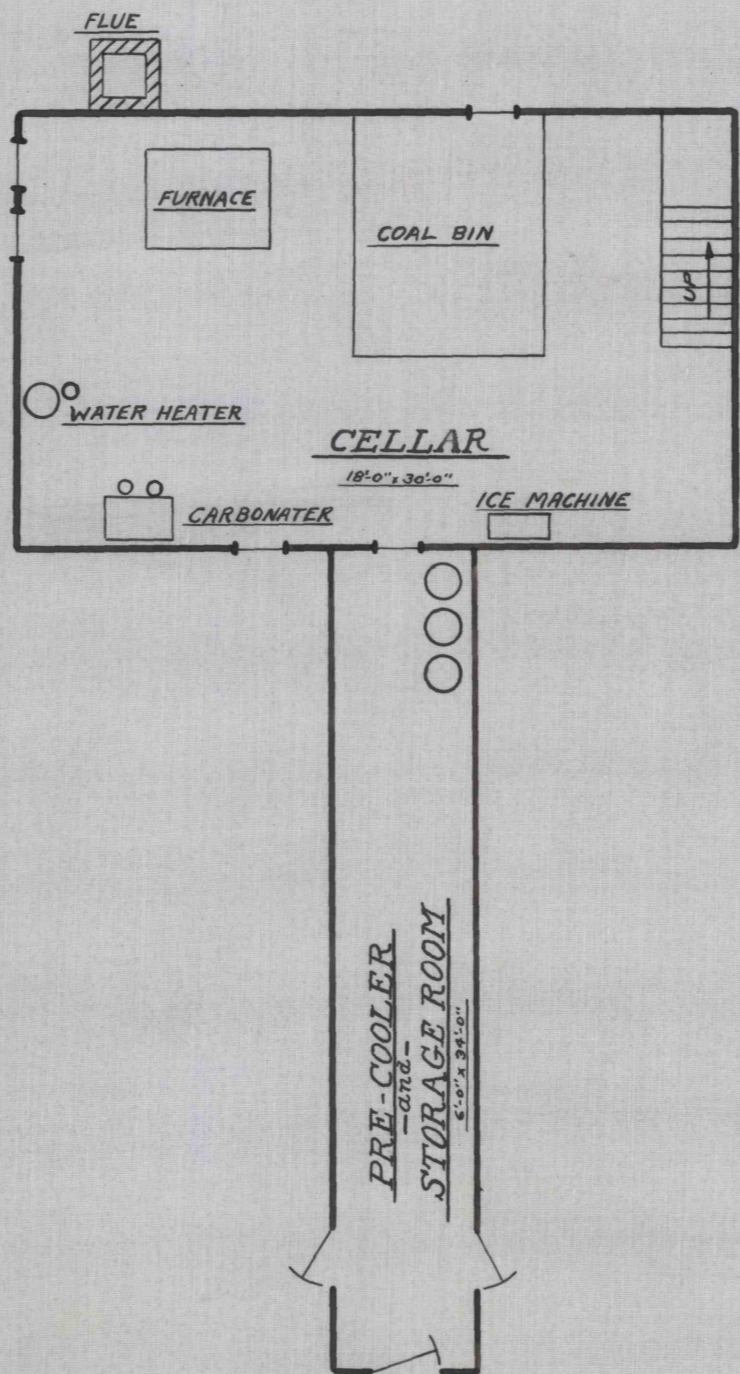 FLUE
FURNACE
COAL BIN
UP
WATER HEATER
CELLAR
18'-0" x 30'-0"
CARBONATER
ICE MACHINE
PRE-COOLER
-and-
STORAGE ROOM
6'-0" x 34'-0"